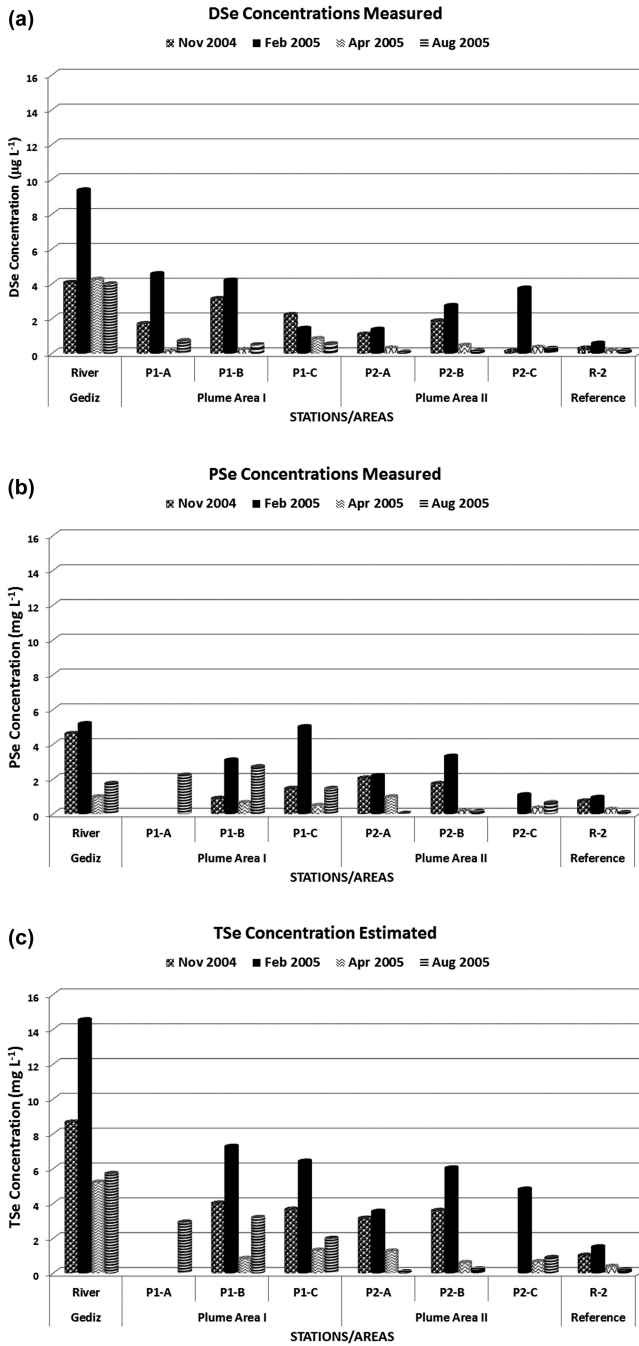 (a)
DSe Concentrations Measured
Nov 2004 Feb 2005 Apr 2005 Aug 2005
DSe Concentration (µg L-1)
16
14
12
10
8
6
4
2
0
River P1-A P1-B P1-C P2-A P2-B P2-C R-2
Gediz Plume Area I Plume Area II Reference
STATIONS/AREAS
(b)
PSe Concentrations Measured
Nov 2004 Feb 2005 Apr 2005 Aug 2005
PSe Concentration (mg L-1)
16
14
12
10
8
6
4
2
0
River P1-A P1-B P1-C P2-A P2-B P2-C R-2
Gediz Plume Area I Plume Area II Reference
STATIONS/AREAS
(c)
TSe Concentration Estimated
Nov 2004 Feb 2005 Apr 2005 Aug 2005
TSe Concentration (mg L-1)
16
14
12
10
8
6
4
2
0
River P1-A P1-B P1-C P2-A P2-B P2-C R-2
Gediz Plume Area I Plume Area II Reference
STATIONS/AREAS